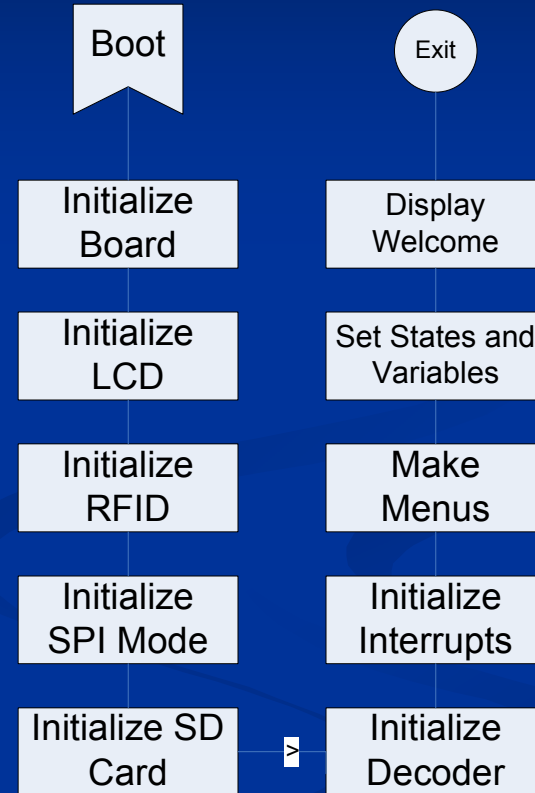 Boot
Initialize
Board
Initialize
LCD
Initialize
RFID
Initialize
SPI Mode
Initialize SD
Card
>
Initialize
Decoder
Initialize
Interrupts
Make
Menus
Set States and
Variables
Display
Welcome
Exit